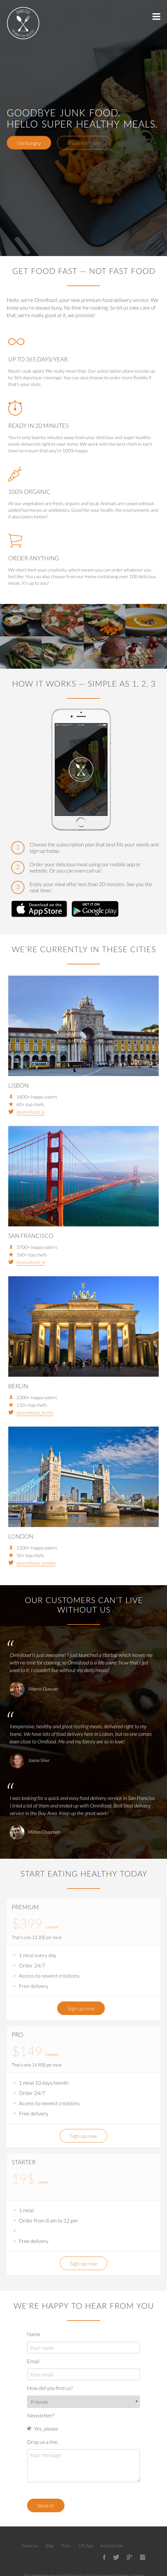 GOODBYE JUNK FOOD.
HELLO SUPER HEALTHY MEALS.
I'm hungry
GET FOOD FAST — NOT FAST FOOD
Hello, we're Omnifood, your new premium food delivery service. We
know you're always busy. No time for cooking. So let us take care of
that, we're really good at it, we promise!
UP TO 365 DAYS/YEAR
Never cook again! We really mean that. Our subscription plans include up
to 365 days/year coverage. You can also choose to order more flexibly if
that's your style.
READY IN 20 MINUTES
You're only twenty minutes away from your delicious and super healthy
meals delivered right to your home. We work with the best chefs in each
town to ensure that you're 100% happy.
100% ORGANIC
All our vegetables are fresh, organic and local. Animals are raised without
added hormones or antibiotics. Good for your health, the environment, and
it also tastes better!
ORDER ANYTHING
We don't limit your creativity, which means you can order whatever you
feel like. You can also choose from our menu containing over 100 delicious
meals. It's up to you!
HOW IT WORKS — SIMPLE AS 1, 2, 3
1 Choose the subscription plan that best fits your needs and
sign up today.
2 Order your delicious meal using our mobile app or
website. Or you can even call us!
3 Enjoy your meal after less than 20 minutes. See you the
next time!
Download on the
App Store
GET IT ON
Google play
WE'RE CURRENTLY IN THESE CITIES
LISBON
1600+ happy eaters
60+ top chefs
@omnifood_lx
SAN FRANCISCO
3700+ happy eaters
160+ top chefs
@omnifood_sf
BERLIN
2300+ happy eaters
110+ top chefs
@omnifood_berlin
LONDON
1200+ happy eaters
50+ top chefs
@omnifood_london
OUR CUSTOMERS CAN'T LIVE
WITHOUT US
Omnifood is just awesome! I just launched a startup which leaves me
with no time for cooking, so Omnifood is a life-saver. Now that I got
used to it, I couldn't live without my daily meals!
Alberto Duncan
Inexpensive, healthy and great-tasting meals, delivered right to my
home. We have lots of food delivery here in Lisbon, but no one comes
even close to Omifood. Me and my family are so in love!
Joana Silva
I was looking for a quick and easy food delivery service in San Franciso.
I tried a lot of them and ended up with Omnifood. Best food delivery
service in the Bay Area. Keep up the great work!
Milton Chapman
START EATING HEALTHY TODAY
PREMIUM
$399 / month
That's only 13.30$ per meal
1 meal every day
Order 24/7
Access to newest creations
Free delivery
Sign up now
PRO
$149 / month
That's only 14.90$ per meal
1 meal 10 days/month
Order 24/7
Access to newest creations
Free delivery
Sign up now
STARTER
19$ / meal
1 meal
Order from 8 am to 12 pm
Free delivery
Sign up now
WE'RE HAPPY TO HEAR FROM YOU
Name
Your name
Email
Your email
How did you find us?
Friends
Newsletter?
Yes, please
Drop us a line
Your message
Send it!
About us Blog Press iOS App Android App